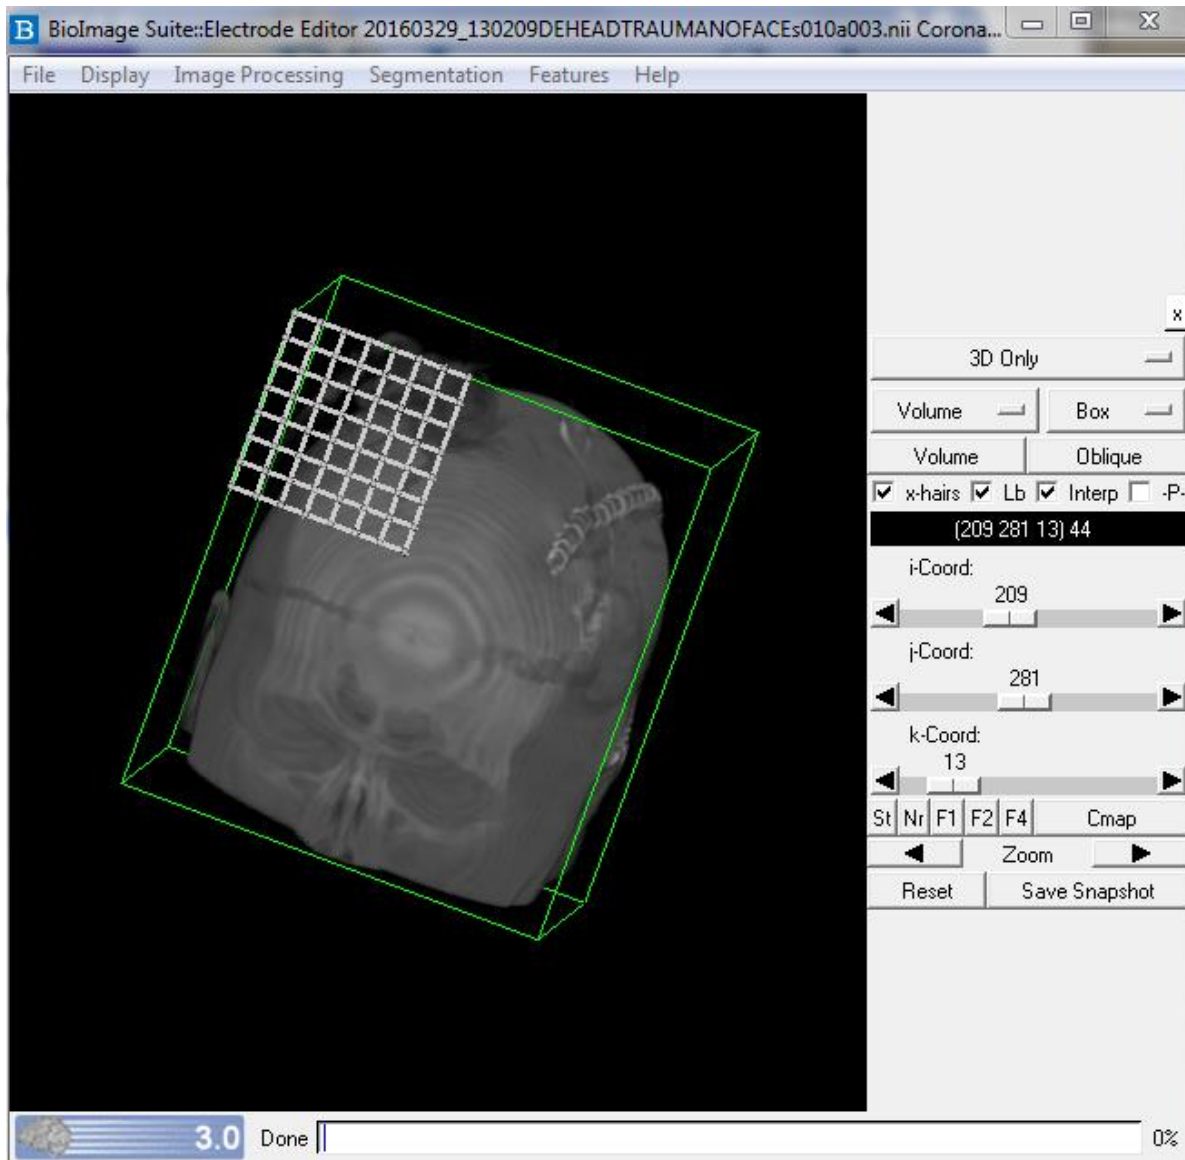 BioImage Suite::Electrode Editor 20160329_130209DEHEADTRAUMANOFACEs010a003.nii Corona...
File Display Image Processing Segmentation Features Help
x
3D Only
Volume Box
Volume Oblique
x-hairs Lb Interp -P-
(209 281 13) 44
i-Coord:
209
j-Coord:
281
k-Coord:
13
St Nr F1 F2 F4 Cmap
Zoom
Reset Save Snapshot
3.0 Done 0%